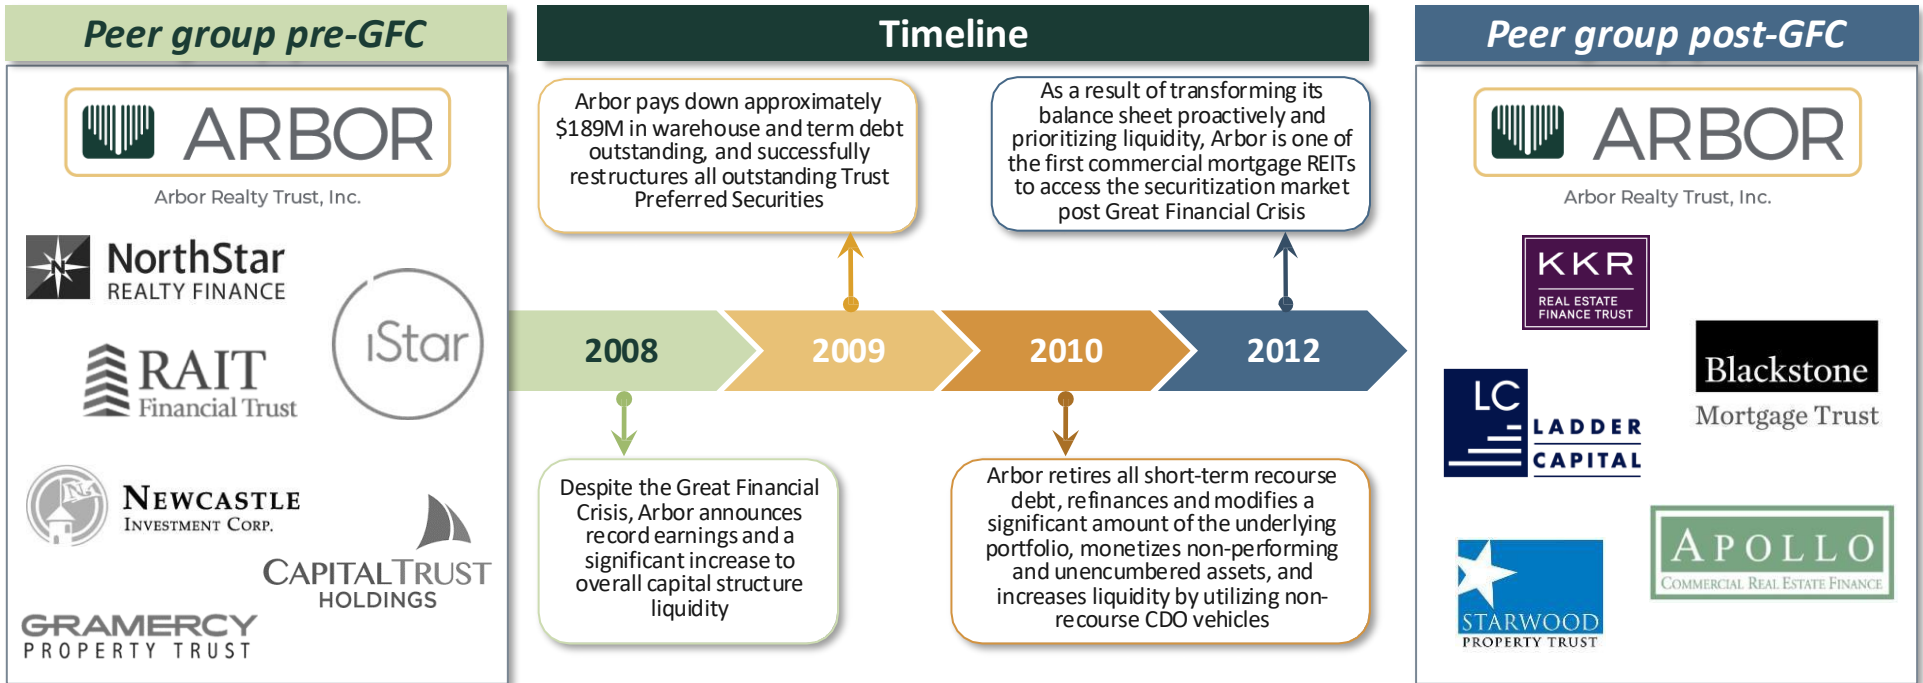 Peer group pre-GFC
ARBOR
Arbor Realty Trust, Inc.
N
NorthStar
REALTY FINANCE
iStar
RAIT
Financial Trust
NEWCASTLE
INVESTMENT CORP.
CAPITALTRUST
HOLDINGS
GRAMERCY
PROPERTY TRUST
Timeline
Arbor pays down approximately
$189M in warehouse and term debt
outstanding, and successfully
restructures all outstanding Trust
Preferred Securities
As a result of transforming its
balance sheet proactively and
prioritizing liquidity, Arbor is one of
the first commercial mortgage REITs
to access the securitization market
post Great Financial Crisis
2008
2009
2010
2012
Despite the Great Financial
Crisis, Arbor announces
record earnings and a
significant increase to
overall capital structure
liquidity
Arbor retires all short-term recourse
debt, refinances and modifies a
significant amount of the underlying
portfolio, monetizes non-performing
and unencumbered assets, and
increases liquidity by utilizing non-
recourse CDO vehicles
Peer group post-GFC
ARBOR
Arbor Realty Trust, Inc.
KKR
REAL ESTATE
FINANCE TRUST
Blackstone
Mortgage Trust
LC
LADDER
CAPITAL
APOLLO
COMMERCIAL REAL ESTATE FINANCE
STARWOOD
PROPERTY TRUST